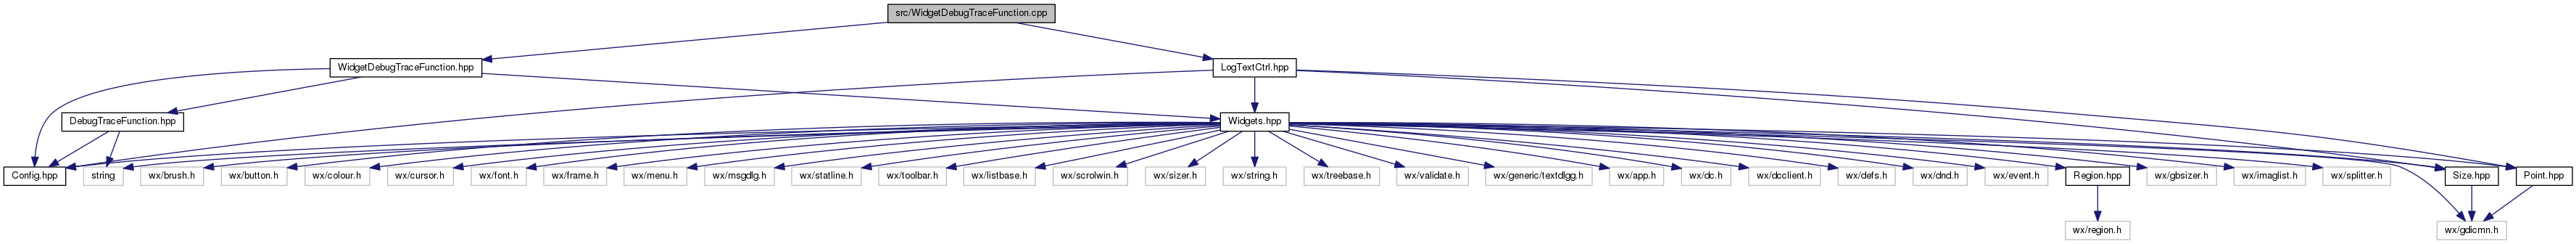 src/WidgetDebugTraceFunction.cpp
WidgetDebugTraceFunction.hpp
LogTextCtrl.hpp
DebugTraceFunction.hpp
Widgets.hpp
Config.hpp
string
wx/brush.h
wx/button.h
wx/colour.h
wx/cursor.h
wx/font.h
wx/frame.h
wx/menu.h
wx/msgdlg.h
wx/statline.h
wx/toolbar.h
wx/listbase.h
wx/scrolwin.h
wx/sizer.h
wx/string.h
wx/treebase.h
wx/validate.h
wx/generic/textdlgg.h
wx/app.h
wx/dc.h
wx/dcclient.h
wx/defs.h
wx/dnd.h
wx/event.h
Region.hpp
wx/gbsizer.h
wx/imaglist.h
wx/splitter.h
Size.hpp
Point.hpp
wx/region.h
wx/gdicmn.h